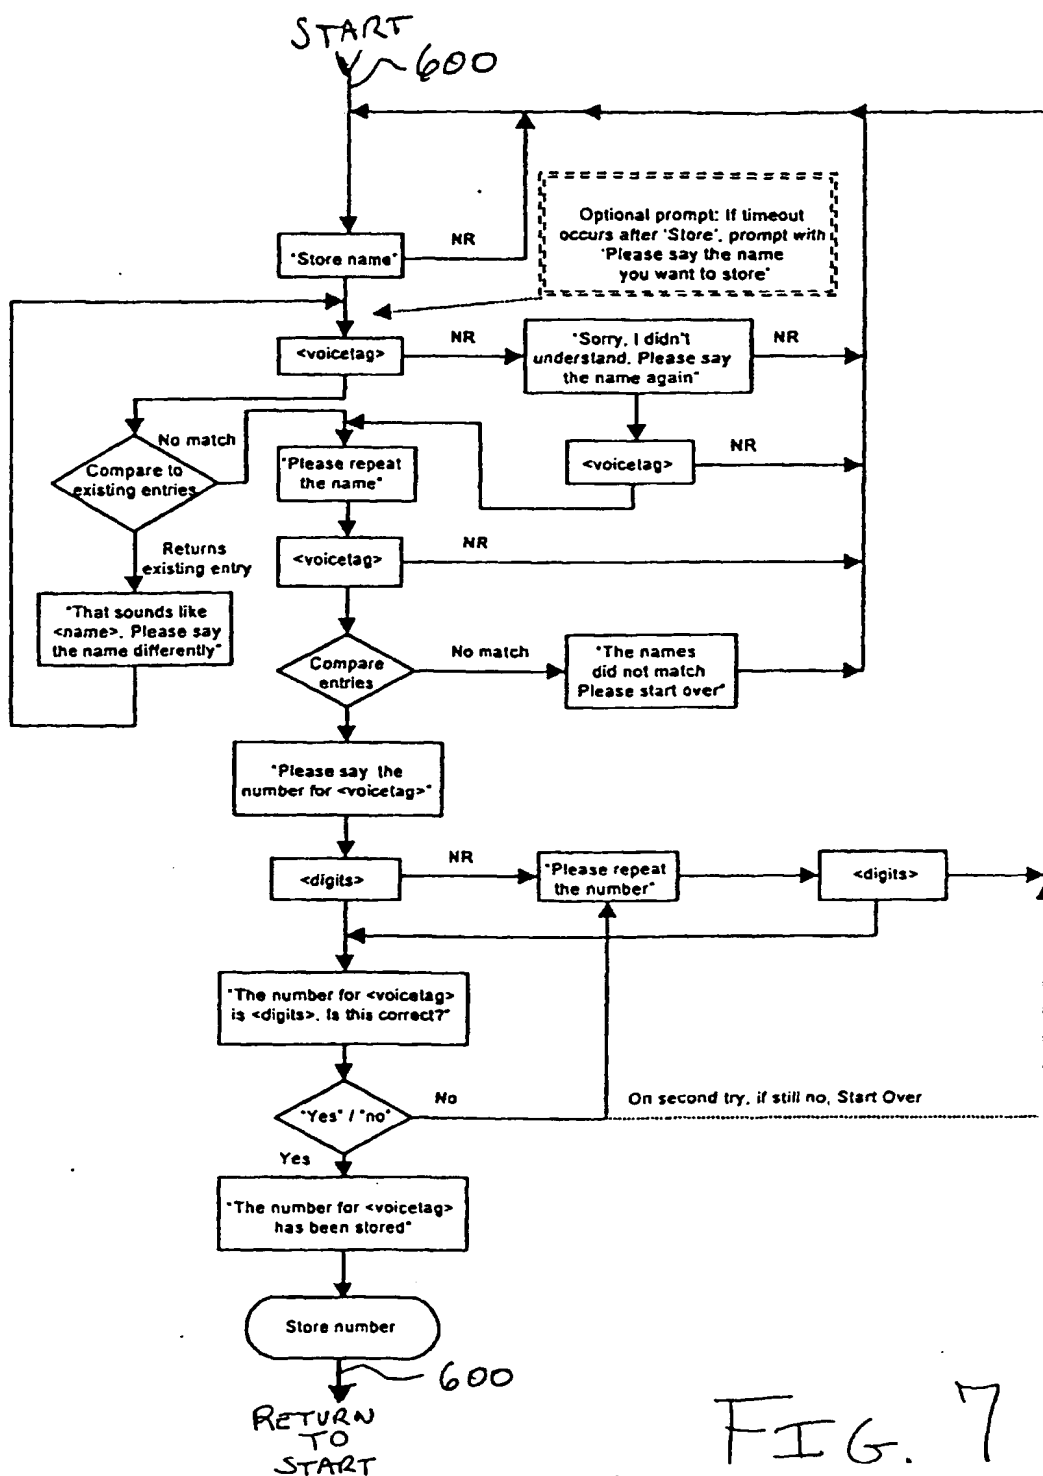 START
600
NR
"Store name"
Optional prompt: If timeout
occurs after 'Store', prompt with
'Please say the name
you want to store"
<voicetag>
NR
"Sorry, I didn't
understand. Please say
the name again"
NR
No match
Compare to
existing entries
"Please repeat
the name"
<voicetag>
NR
Returns
existing entry
<voicetag>
NR
"That sounds like
<name>. Please say
the name differently"
Compare
entries
No match
"The names
did not match
Please start over"
"Please say the
number for <voicetag>"
<digits>
NR
"Please repeat
the number"
<digits>
"The number for <voicetag>
is <digits>. Is this correct?"
"Yes" / "no"
No
On second try, if still no, Start Over
Yes
"The number for <voicetag>
has been stored"
Store number
600
RETURN
TO
START
FIG. 7